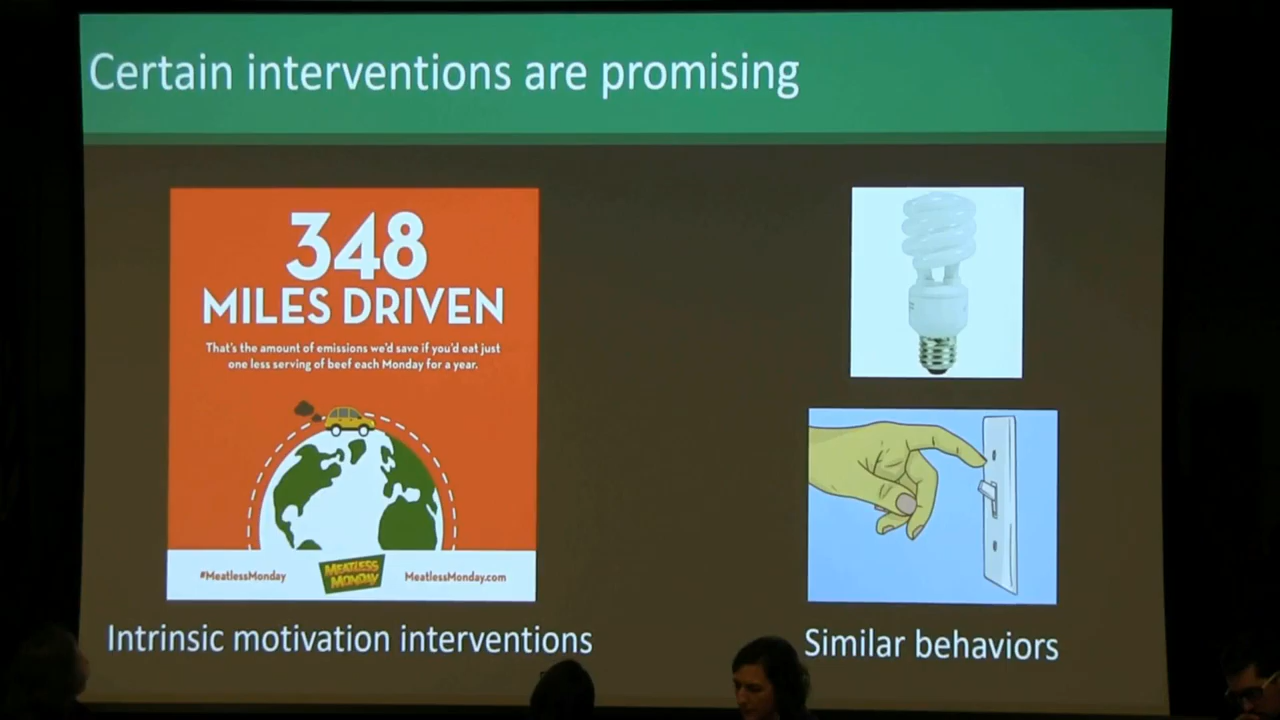 Certain interventions are promising
348
MILES DRIVEN
That's the amount of emissions we'd save if you'd eat just
one less serving of beef each Monday for a year.
#MeatlessMonday
MEATLESS
MONDAY
MeatlessMonday.com
Intrinsic motivation interventions
Similar behaviors